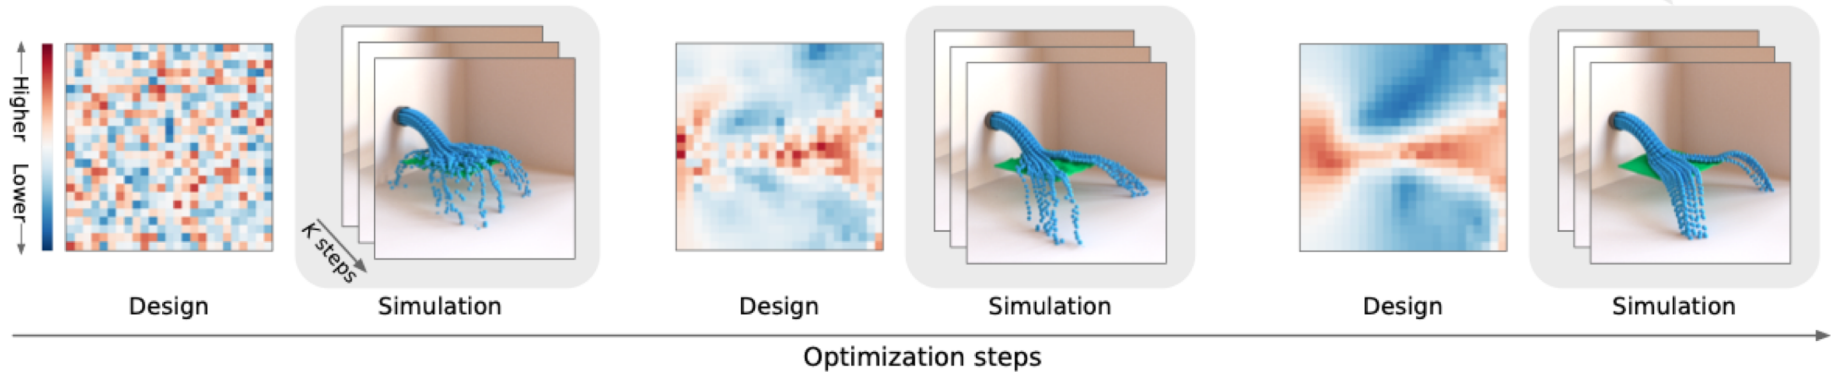 Higher
Lower
K steps
Design
Simulation
Design
Simulation
Design
Simulation
Optimization steps